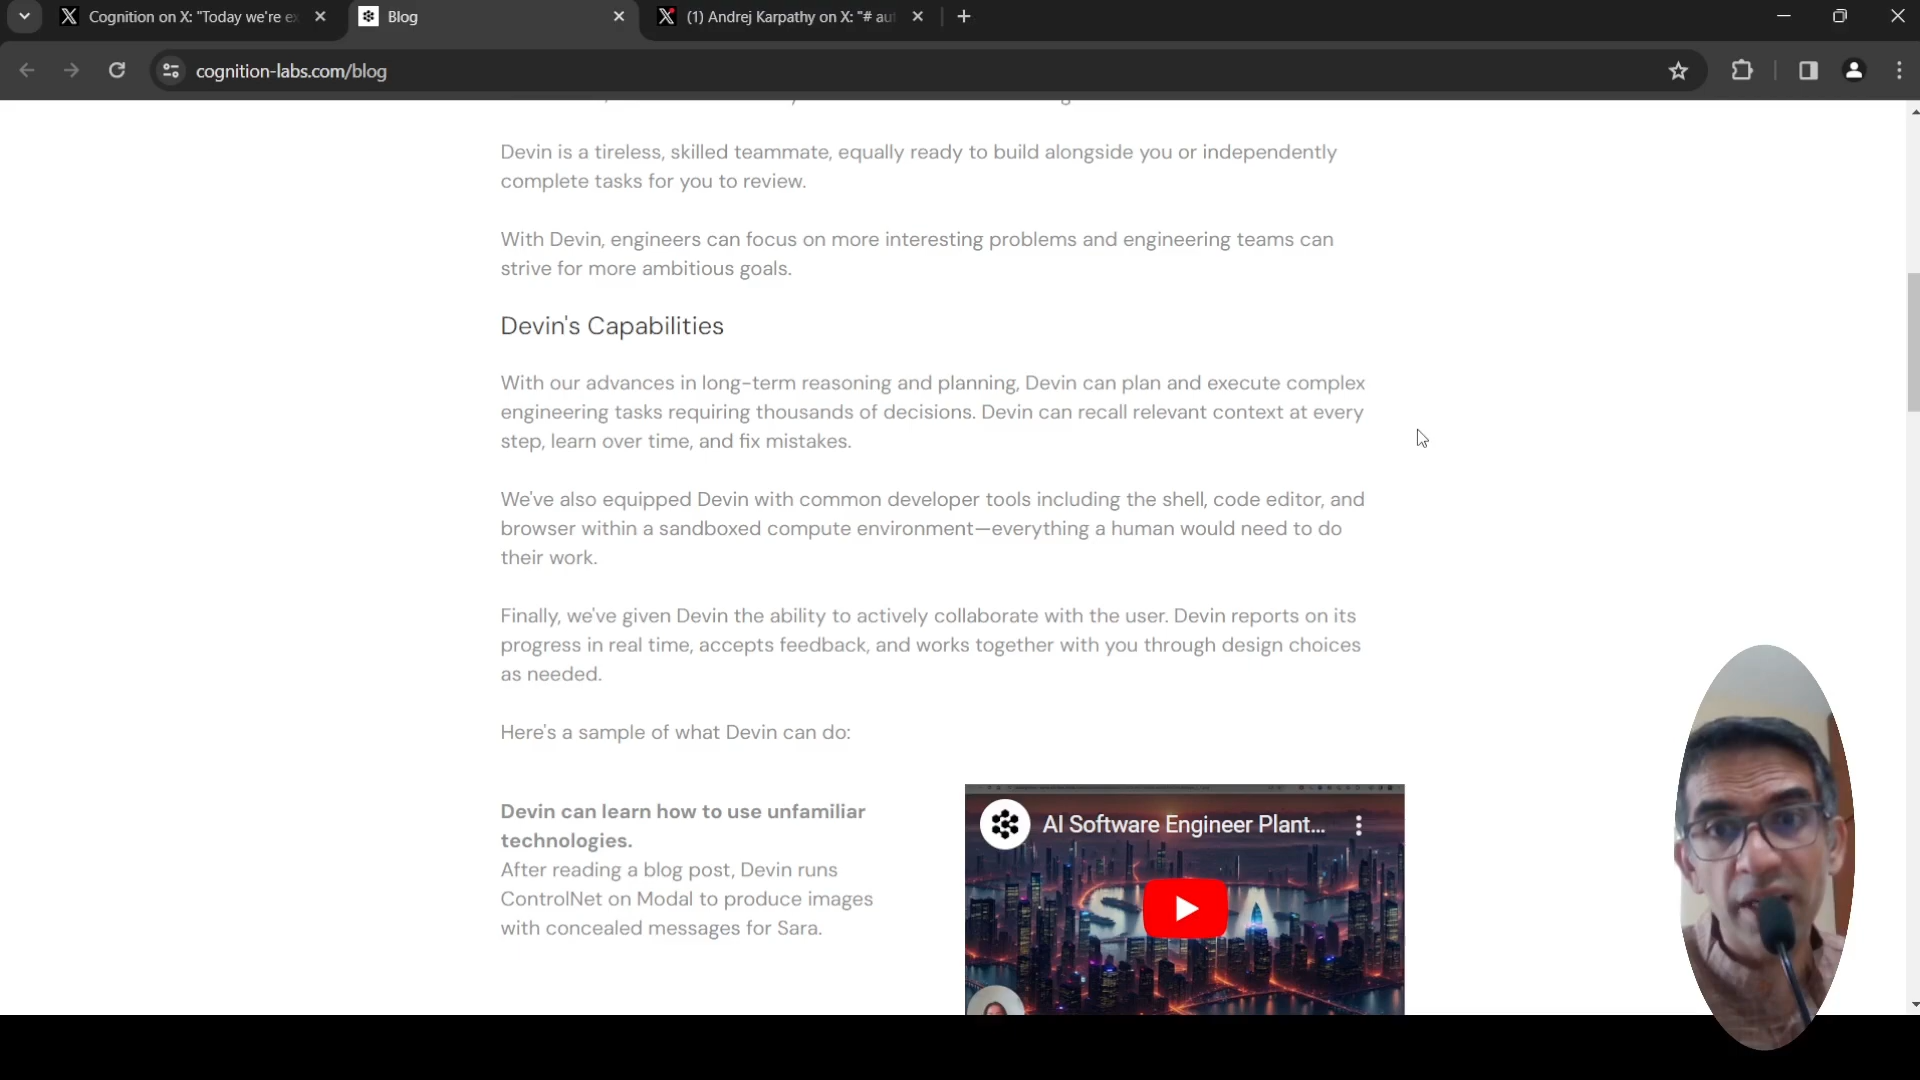 Cognition on X: "Today we're ex
Blog
(1) Andrej Karpathy on X: "# aut
cognition-labs.com/blog
Devin is a tireless, skilled teammate, equally ready to build alongside you or independently
complete tasks for you to review.
With Devin, engineers can focus on more interesting problems and engineering teams can
strive for more ambitious goals.
Devin's Capabilities
With our advances in long-term reasoning and planning, Devin can plan and execute complex
engineering tasks requiring thousands of decisions. Devin can recall relevant context at every
step, learn over time, and fix mistakes.
We've also equipped Devin with common developer tools including the shell, code editor, and
browser within a sandboxed compute environment—everything a human would need to do
their work.
Finally, we've given Devin the ability to actively collaborate with the user. Devin reports on its
progress in real time, accepts feedback, and works together with you through design choices
as needed.
Here's a sample of what Devin can do:
Devin can learn how to use unfamiliar
technologies.
After reading a blog post, Devin runs
ControlNet on Modal to produce images
with concealed messages for Sara.
AI Software Engineer Plant...